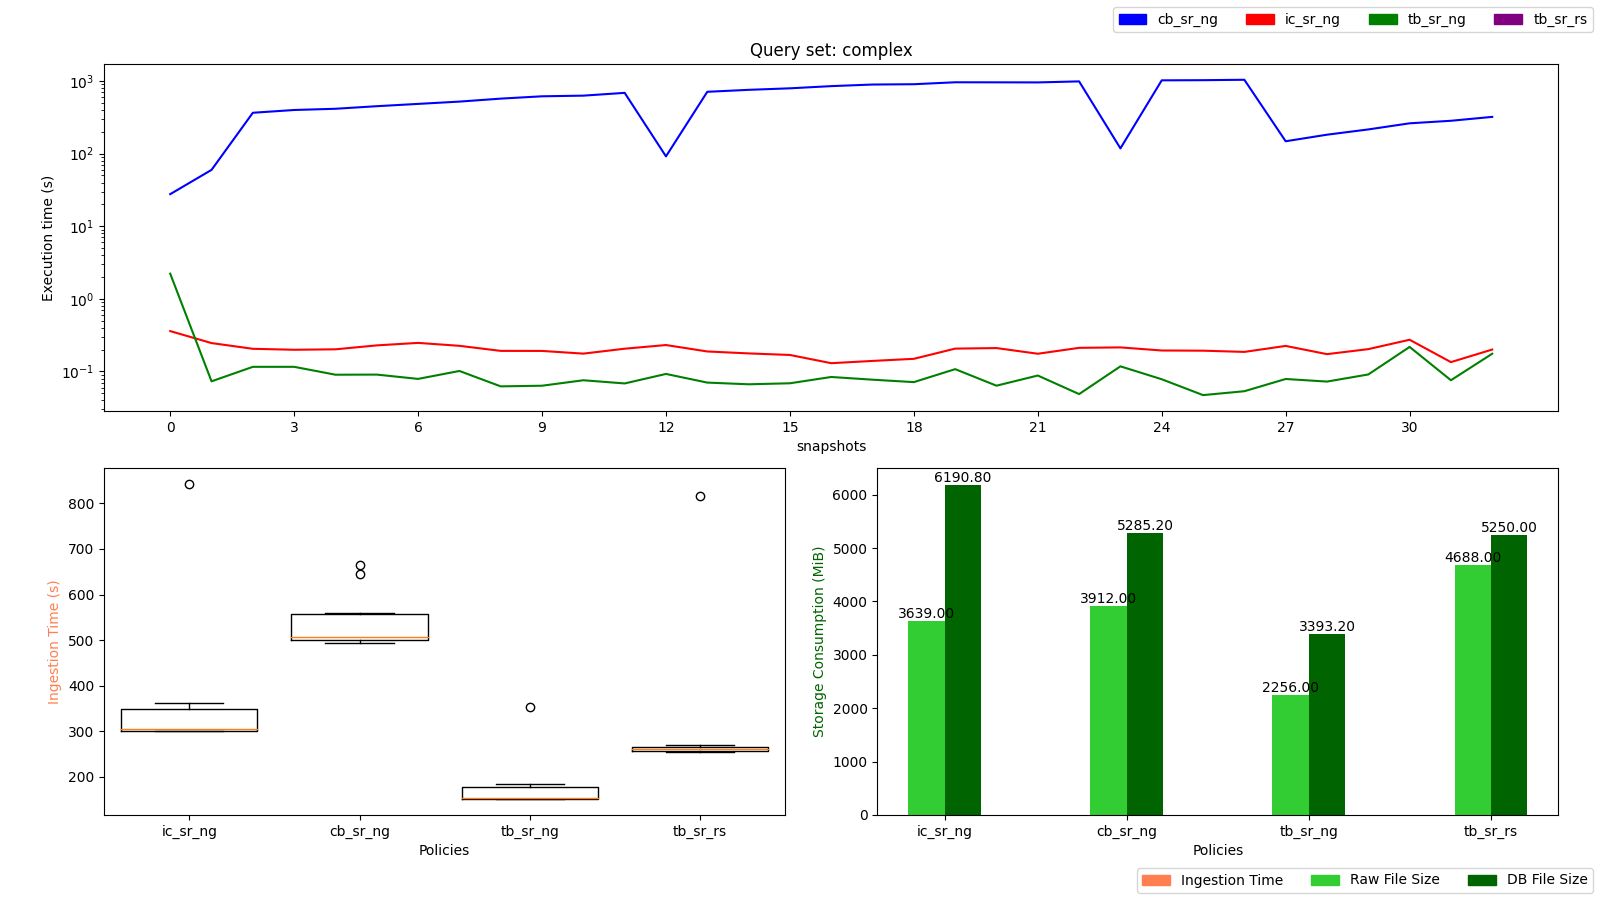 cb_sr_ng ic_sr_ng tb_sr_ng tb_sr_rs
Query set: complex
Execution time (s)
10³
10²
10¹
10⁰
10⁻¹
0 3 6 9 12 15 18 21 24 27 30
snapshots
Ingestion Time (s)
800
700
600
500
400
300
200
ic_sr_ng cb_sr_ng tb_sr_ng tb_sr_rs
Policies
Storage Consumption (MiB)
6000
5000
4000
3000
2000
1000
0
6190.80
5285.20
5250.00
4688.00
3912.00
3639.00
3393.20
2256.00
ic_sr_ng cb_sr_ng tb_sr_ng tb_sr_rs
Policies
Ingestion Time Raw File Size DB File Size